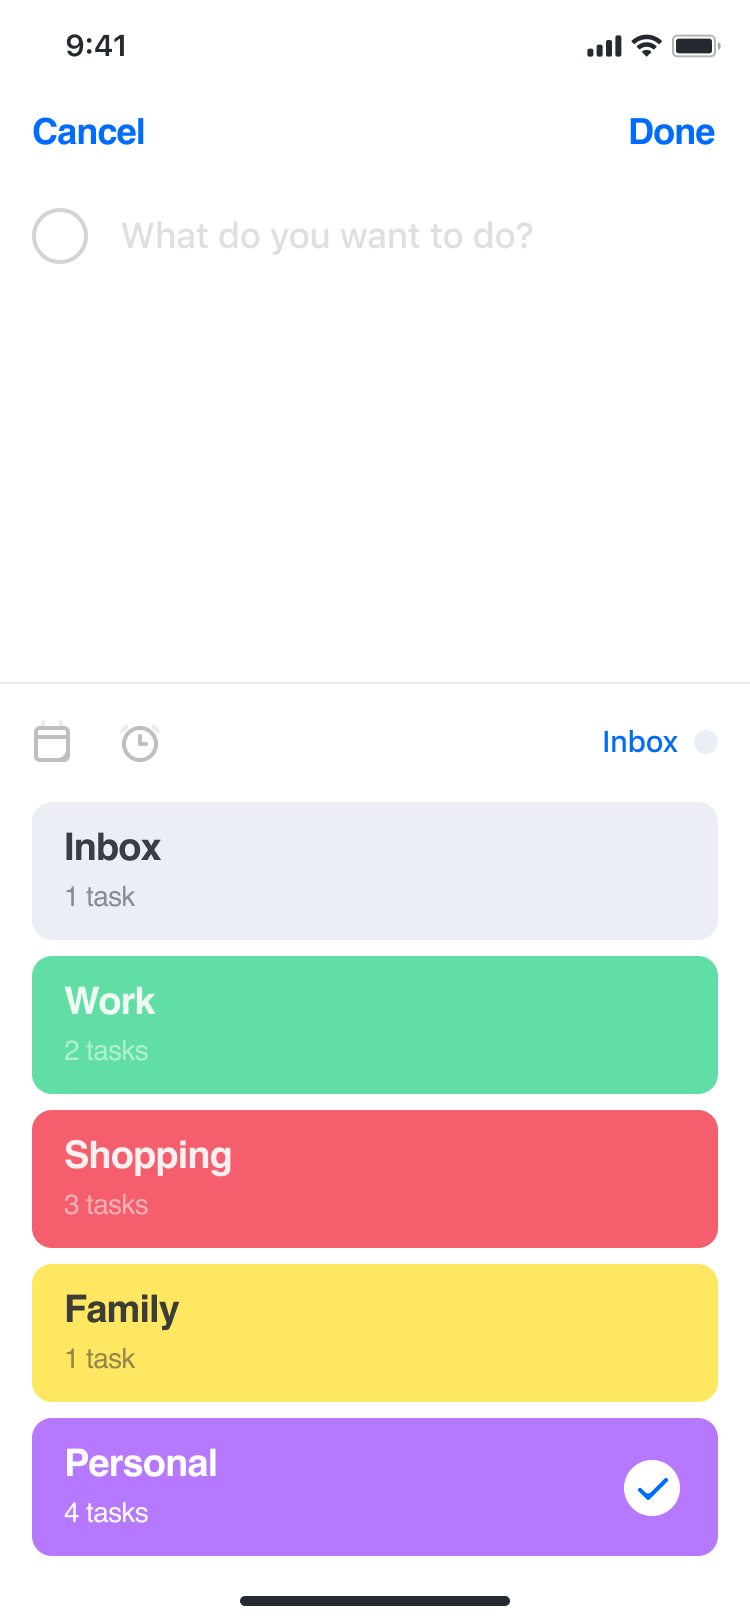 9:41
Cancel
Done
What do you want to do?
Inbox
Inbox
1 task
Work
2 tasks
Shopping
3 tasks
Family
1 task
Personal
4 tasks